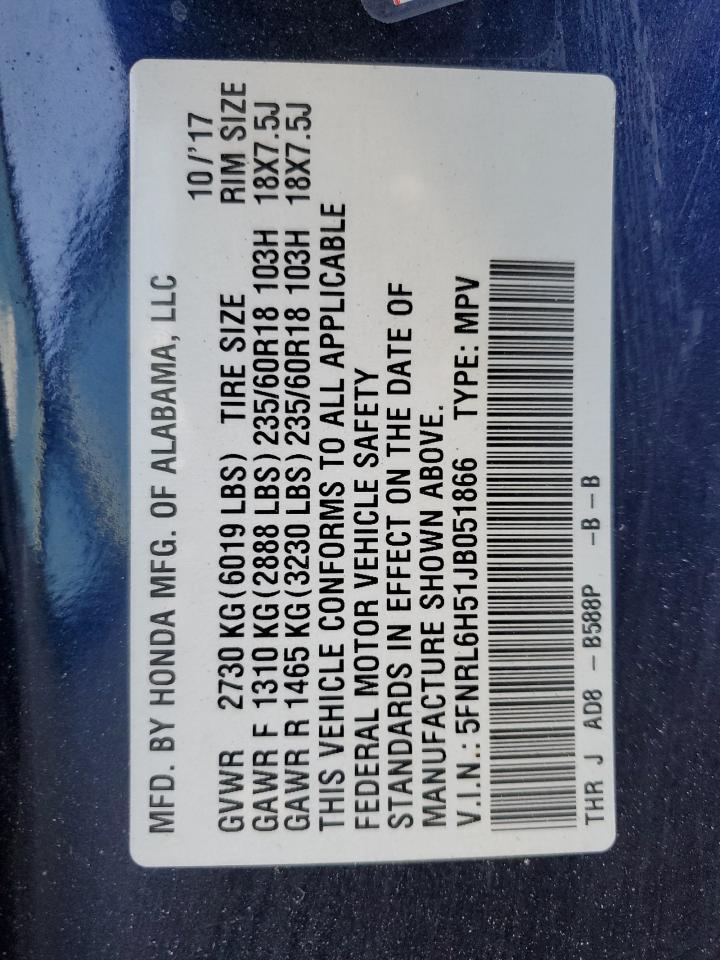 MFD. BY HONDA MFG. OF ALABAMA, LLC
10/'17
GVWR 2730 KG(6019 LBS) TIRE SIZE RIM SIZE
GAWR F 1310 KG(2888 LBS) 235/60R18 103H 18X7.5J
GAWR R 1465 KG(3230 LBS) 235/60R18 103H 18X7.5J
THIS VEHICLE CONFORMS TO ALL APPLICABLE
FEDERAL MOTOR VEHICLE SAFETY
STANDARDS IN EFFECT ON THE DATE OF
MANUFACTURE SHOWN ABOVE.
V.I.N.: 5FNRL6H51JB051866 TYPE: MPV
THR J AD8 - B588P -B-B